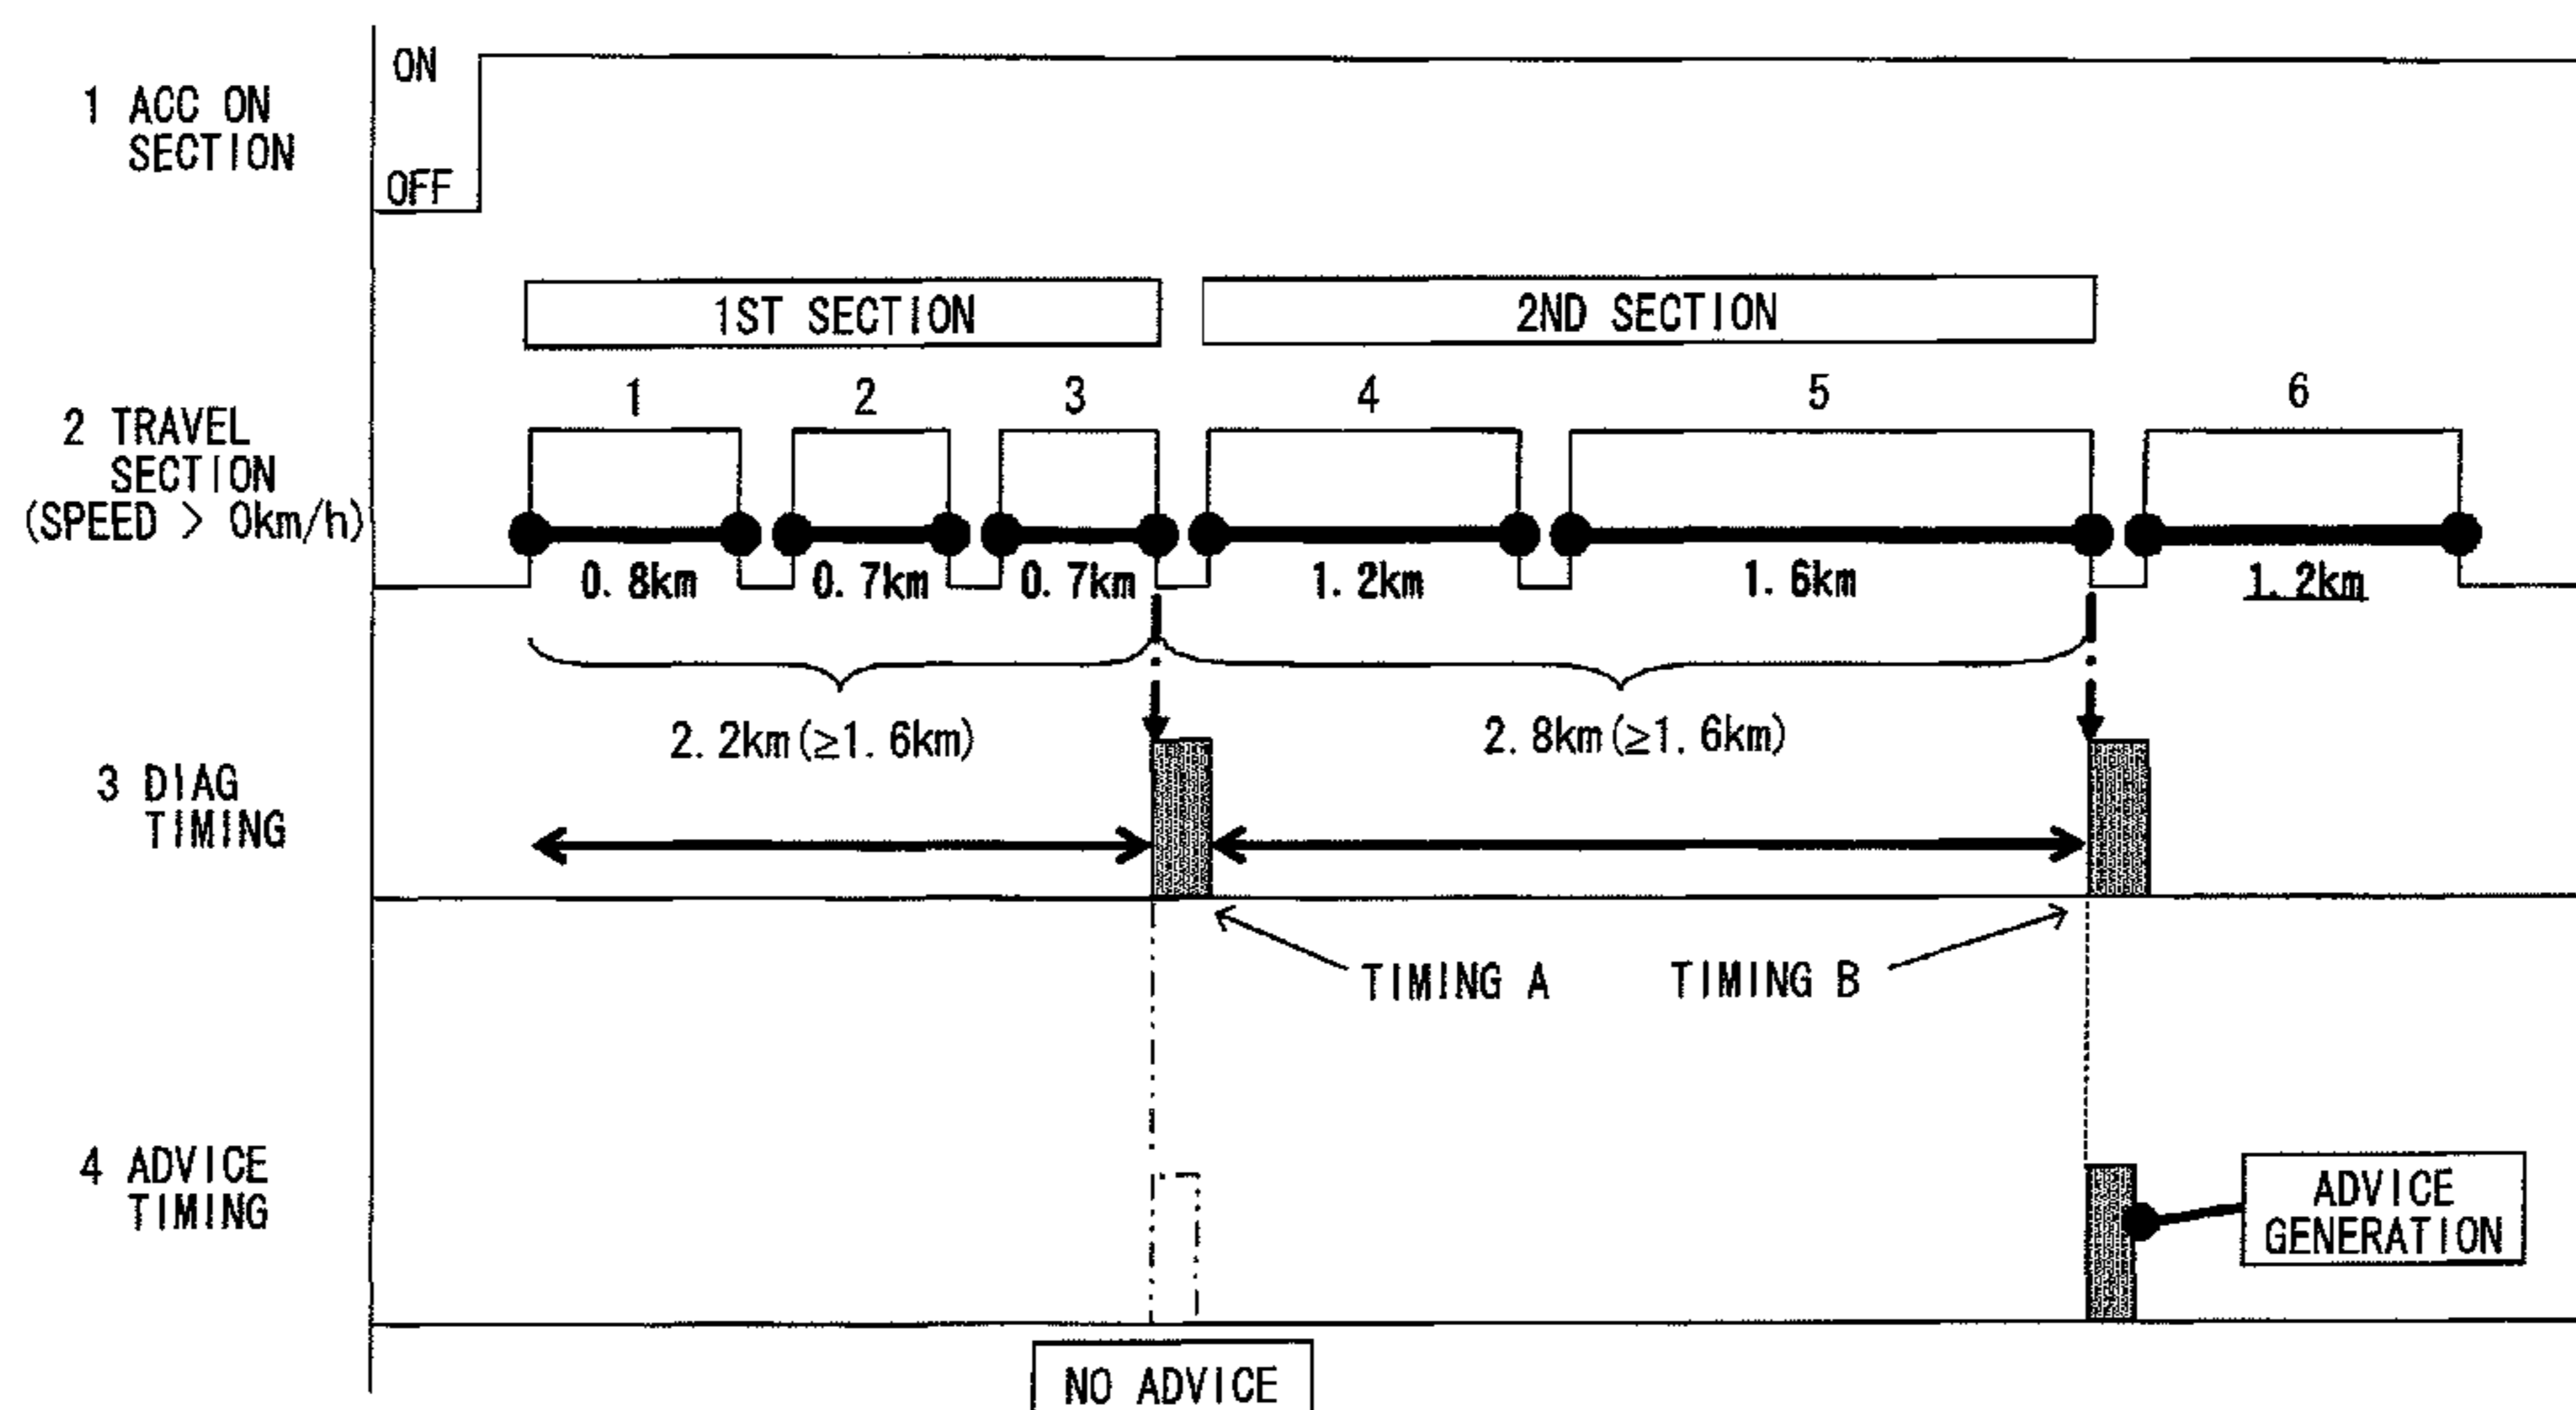 ON
1 ACC ON
SECTION
OFF
1ST SECTION
2ND SECTION
1
2
3
4
5
6
2 TRAVEL
SECTION
(SPEED > 0km/h)
0.8km
0.7km
0.7km
1.2km
1.6km
1.2km
2.2km(≥1.6km)
2.8km(≥1.6km)
3 DIAG
TIMING
TIMING A
TIMING B
4 ADVICE
TIMING
ADVICE
GENERATION
NO ADVICE